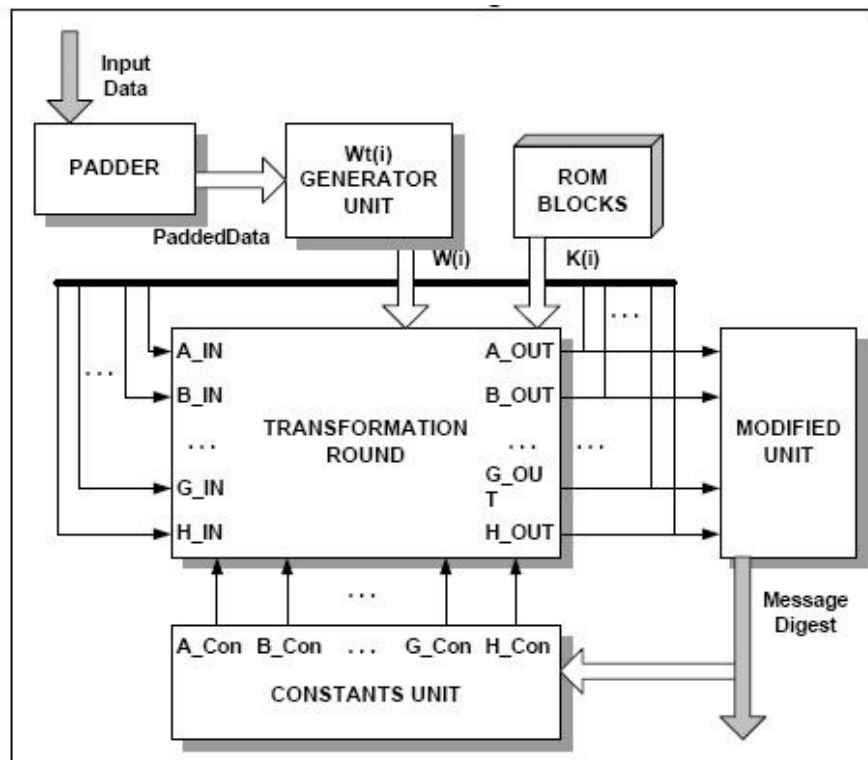 Input
Data
PADDER
Wt(i)
GENERATOR
UNIT
ROM
BLOCKS
PaddedData
W(i)
K(i)
...
A_IN
A_OUT
...
B_IN
B_OUT
...
TRANSFORMATION
ROUND
...
...
MODIFIED
UNIT
G_IN
G_OU
T
H_IN
H_OUT
...
Message
Digest
A_Con B_Con ... G_Con H_Con
CONSTANTS UNIT